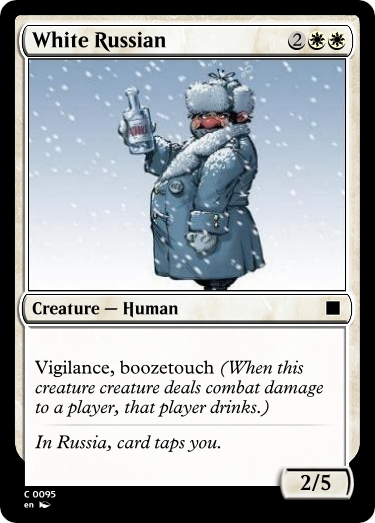 White Russian 2
Creature — Human
Vigilance, boozetouch (When this
creature creature deals combat damage
to a player, that player drinks.)
In Russia, card taps you.
2/5
C 0095
en